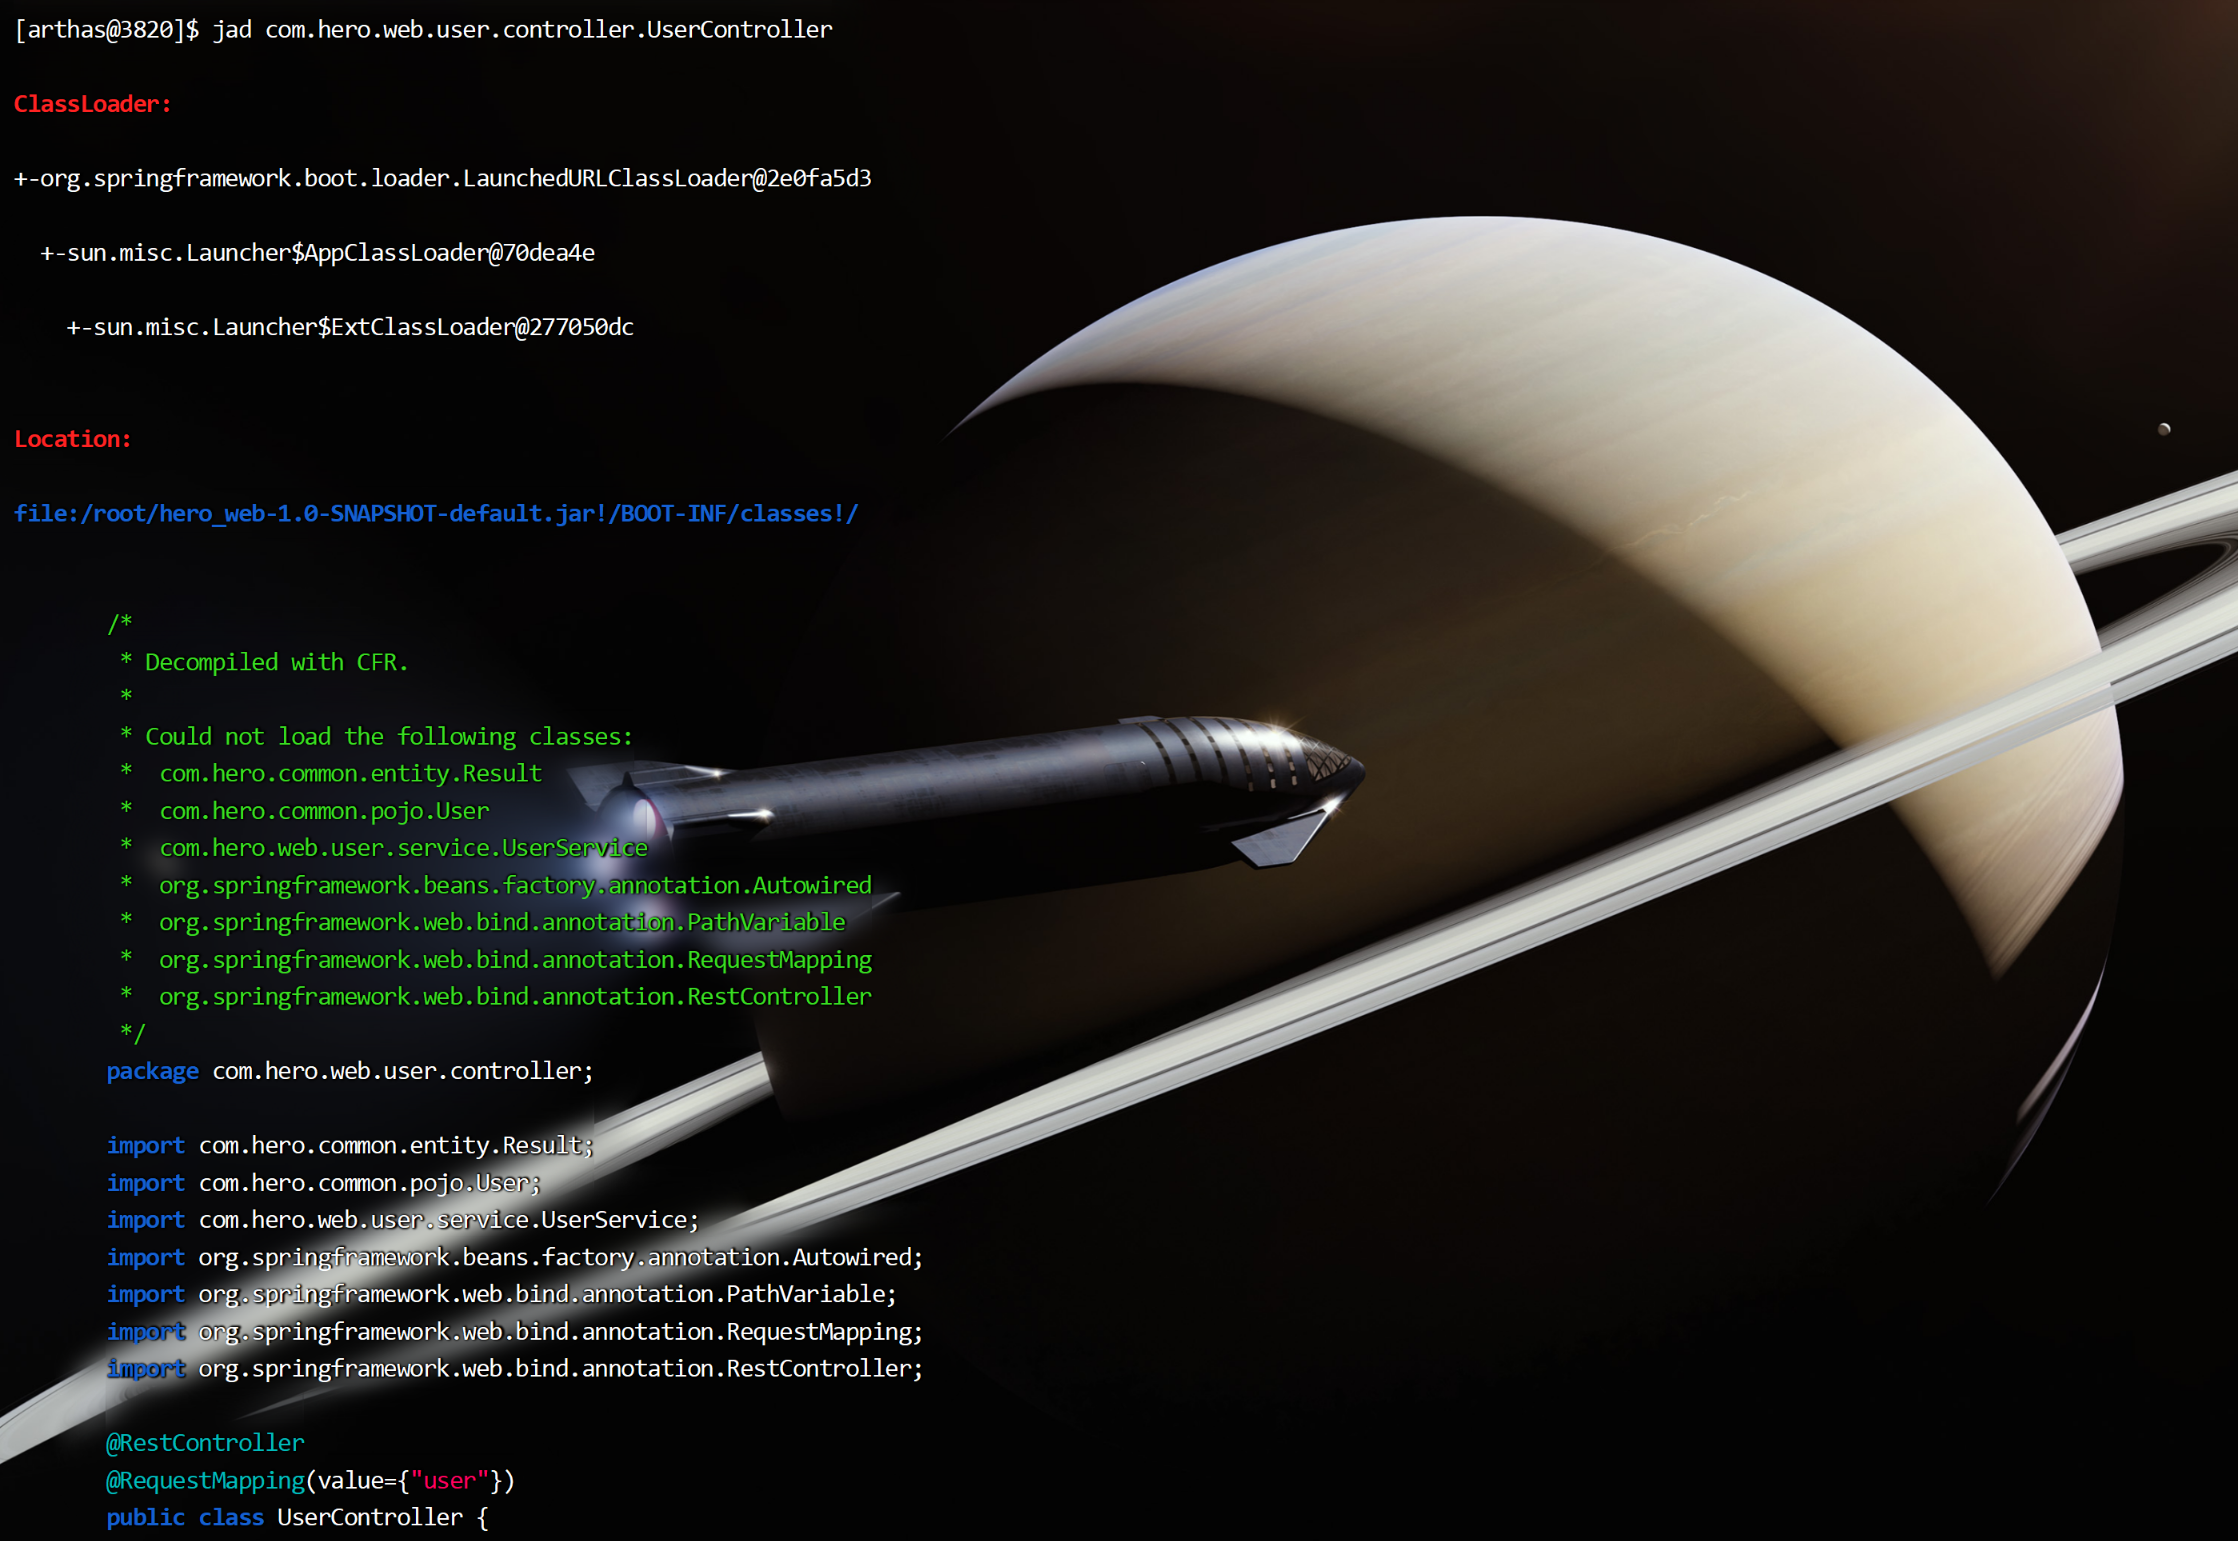 [arthas@3820]$ jad com.hero.web.user.controller.UserController
ClassLoader:
+-org.springframework.boot.loader.LaunchedURLClassLoader@2e0fa5d3
  +-sun.misc.Launcher$AppClassLoader@70dea4e
    +-sun.misc.Launcher$ExtClassLoader@277050dc
Location:
file:/root/hero_web-1.0-SNAPSHOT-default.jar!/BOOT-INF/classes!/
/*
 * Decompiled with CFR.
 *
 * Could not load the following classes:
 *  com.hero.common.entity.Result
 *  com.hero.common.pojo.User
 *  com.hero.web.user.service.UserService
 *  org.springframework.beans.factory.annotation.Autowired
 *  org.springframework.web.bind.annotation.PathVariable
 *  org.springframework.web.bind.annotation.RequestMapping
 *  org.springframework.web.bind.annotation.RestController
 */
package com.hero.web.user.controller;
import com.hero.common.entity.Result;
import com.hero.common.pojo.User;
import com.hero.web.user.service.UserService;
import org.springframework.beans.factory.annotation.Autowired;
import org.springframework.web.bind.annotation.PathVariable;
import org.springframework.web.bind.annotation.RequestMapping;
import org.springframework.web.bind.annotation.RestController;
@RestController
@RequestMapping(value={"user"})
public class UserController {